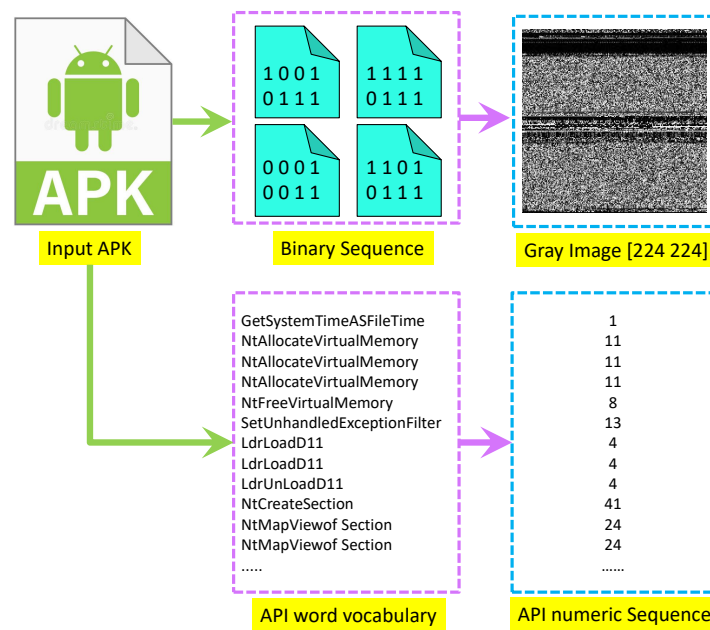 APK
Input APK
1 0 0 1
0 1 1 1
1 1 1 1
0 1 1 1
0 0 0 1
0 0 1 1
1 1 0 1
0 1 1 1
Binary Sequence
Gray Image [224 224]
GetSystemTimeASFileTime
NtAllocateVirtualMemory
NtAllocateVirtualMemory
NtAllocateVirtualMemory
NtFreeVirtualMemory
SetUnhandledExceptionFilter
LdrLoadD11
LdrLoadD11
LdrUnLoadD11
NtCreateSection
NtMapViewof Section
NtMapViewof Section
.....
API word vocabulary
1
11
11
11
8
13
4
4
4
41
24
24
......
API numeric Sequence